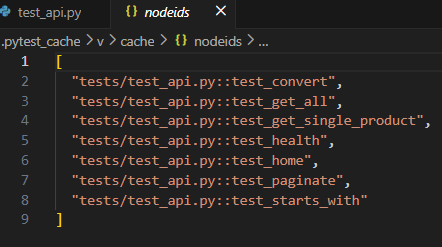 test_api.py
{} nodeids ×
.pytest_cache > v > cache > {} nodeids > ...
1 [
2 "tests/test_api.py::test_convert",
3 "tests/test_api.py::test_get_all",
4 "tests/test_api.py::test_get_single_product",
5 "tests/test_api.py::test_health",
6 "tests/test_api.py::test_home",
7 "tests/test_api.py::test_paginate",
8 "tests/test_api.py::test_starts_with"
9 ]